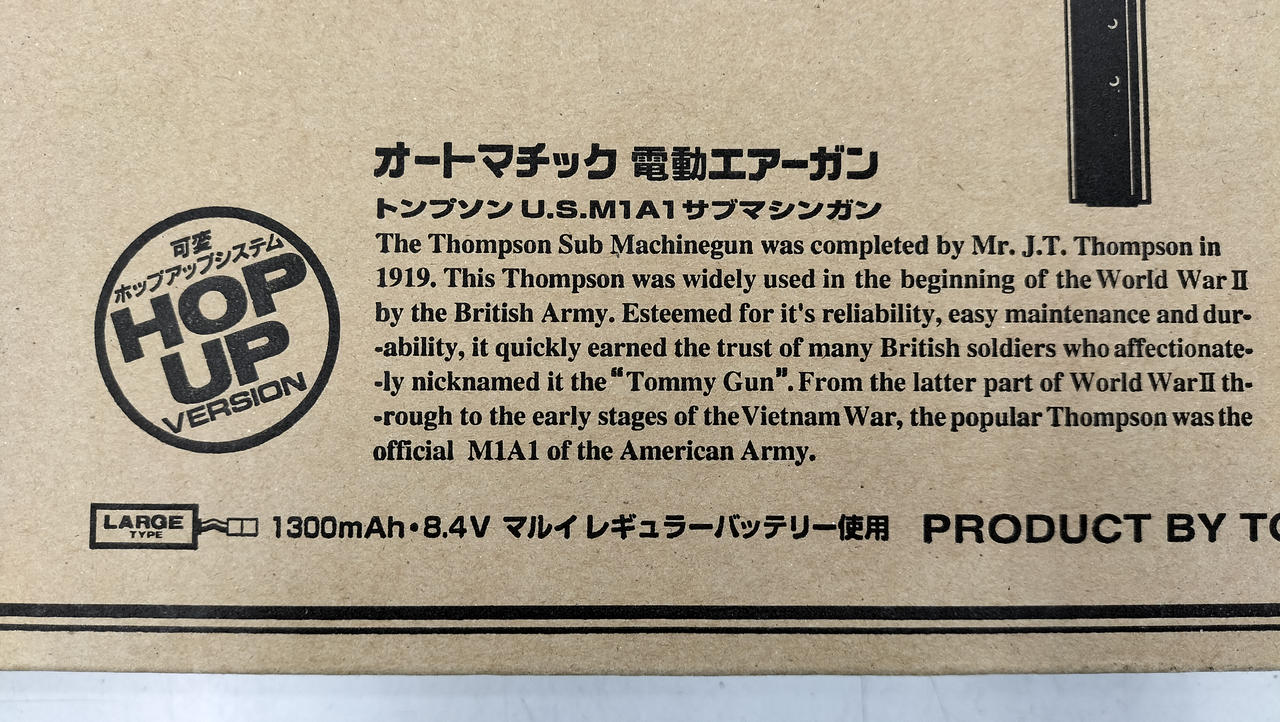 オートマチック 電動エアーガン
トンプソン U.S.M1A1サブマシンガン
The Thompson Sub Machinegun was completed by Mr. J.T. Thompson in
1919. This Thompson was widely used in the beginning of the World War II
by the British Army. Esteemed for it's reliability, easy maintenance and dur-
-ability, it quickly earned the trust of many British soldiers who affectionate-
-ly nicknamed it the “Tommy Gun”. From the latter part of World War II th-
-rough to the early stages of the Vietnam War, the popular Thompson was the
official M1A1 of the American Army.
可変
ホップアップシステム
HOP
UP
VERSION
LARGE
TYPE
1300mAh・8.4V マルイ レギュラーバッテリー使用
PRODUCT BY